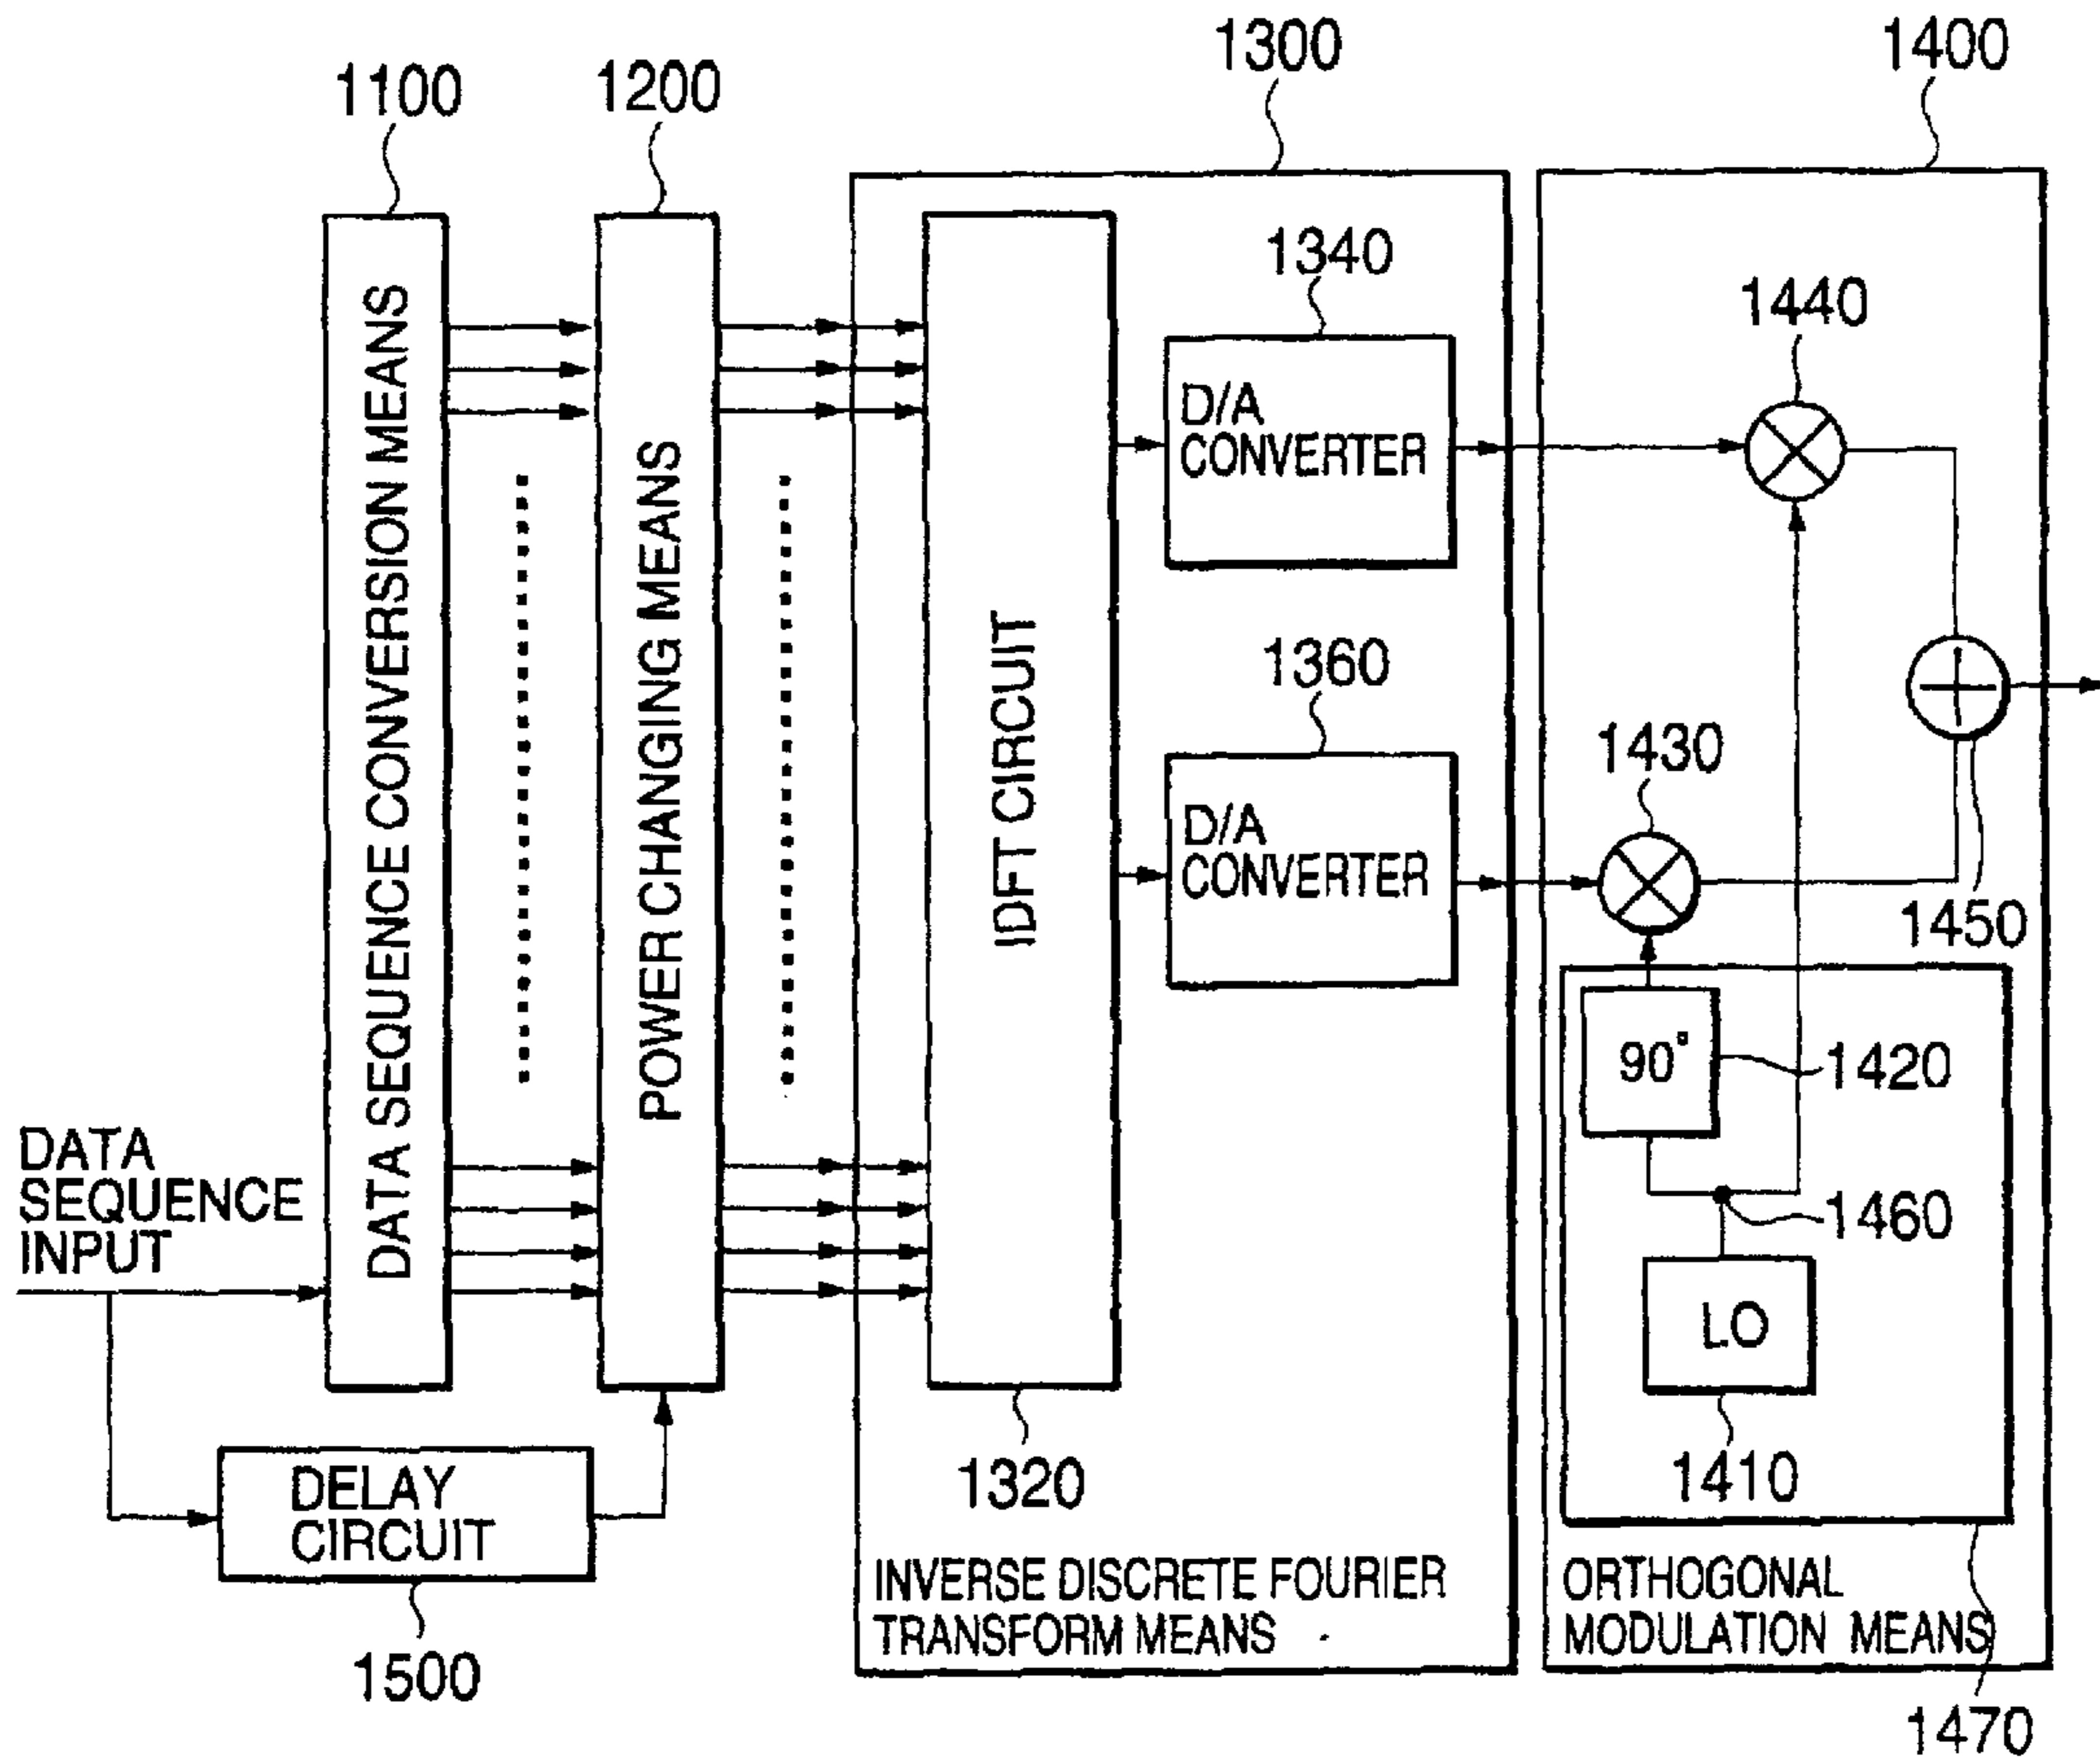 1300
1400
1100
1200
1340
1440
DATA SEQUENCE CONVERSION MEANS
POWER CHANGING MEANS
IDFT CIRCUIT
D/A
CONVERTER
1360
1430
D/A
CONVERTER
1450
90°
1420
DATA
SEQUENCE
INPUT
1460
LO
1410
1320
DELAY
CIRCUIT
1500
INVERSE DISCRETE FOURIER
TRANSFORM MEANS
ORTHOGONAL
MODULATION MEANS
1470